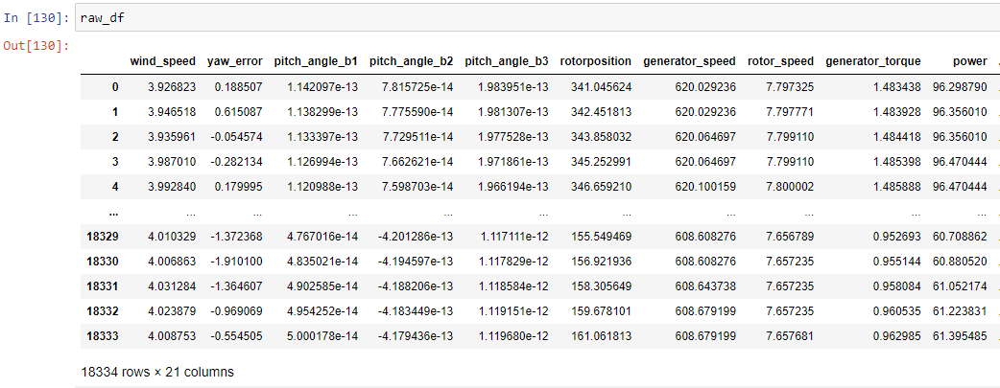 In [130]: raw_df
Out[130]:
wind_speed yaw_error pitch_angle_b1 pitch_angle_b2 pitch_angle_b3 rotorposition generator_speed rotor_speed generator_torque power .
0 3.926823 0.188507 1.142097e-13 7.815725e-14 1.983951e-13 341.045624 620.029236 7.797325 1.483438 96.298790 .
1 3.946518 0.615087 1.138299e-13 7.775590e-14 1.981307e-13 342.451813 620.029236 7.797771 1.483928 96.356010 .
2 3.935961 -0.054574 1.133397e-13 7.729511e-14 1.977528e-13 343.858032 620.064697 7.799110 1.484418 96.356010 .
3 3.987010 -0.282134 1.126994e-13 7.662621e-14 1.971861e-13 345.252991 620.064697 7.799110 1.485398 96.470444 .
4 3.992840 0.179995 1.120988e-13 7.598703e-14 1.966194e-13 346.659210 620.100159 7.800002 1.485888 96.470444 .
... ... ... ... ... ... ... ... ... ... ... .
18329 4.010329 -1.372368 4.767016e-14 -4.201286e-13 1.117111e-12 155.549469 608.608276 7.656789 0.952693 60.708862 .
18330 4.006863 -1.910100 4.835021e-14 -4.194597e-13 1.117829e-12 156.921936 608.608276 7.657235 0.955144 60.880520 .
18331 4.031284 -1.364607 4.902585e-14 -4.188206e-13 1.118584e-12 158.305649 608.643738 7.657235 0.958084 61.052174 .
18332 4.023879 -0.969069 4.954252e-14 -4.183449e-13 1.119151e-12 159.678101 608.679199 7.657235 0.960535 61.223831 .
18333 4.008753 -0.554505 5.000178e-14 -4.179436e-13 1.119680e-12 161.061813 608.679199 7.657681 0.962985 61.395485 .
18334 rows × 21 columns